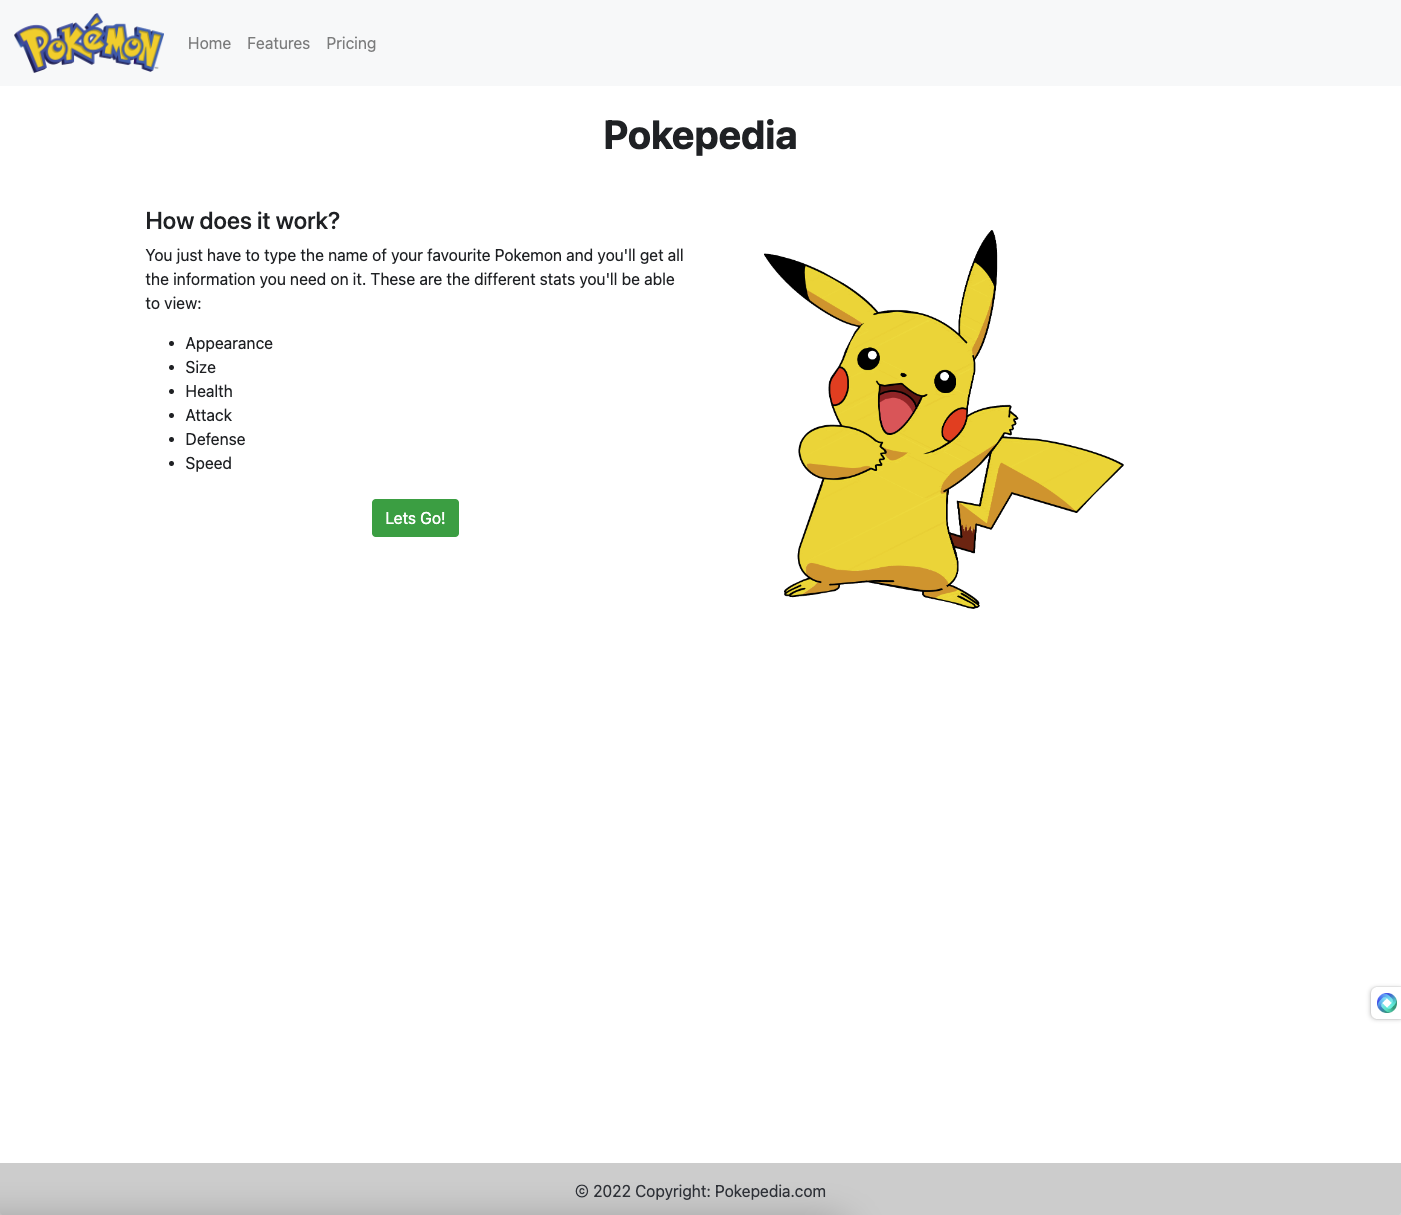 POKéMON
Home Features Pricing
Pokepedia
How does it work?
You just have to type the name of your favourite Pokemon and you'll get all
the information you need on it. These are the different stats you'll be able
to view:
• Appearance
• Size
• Health
• Attack
• Defense
• Speed
Lets Go!
© 2022 Copyright: Pokepedia.com